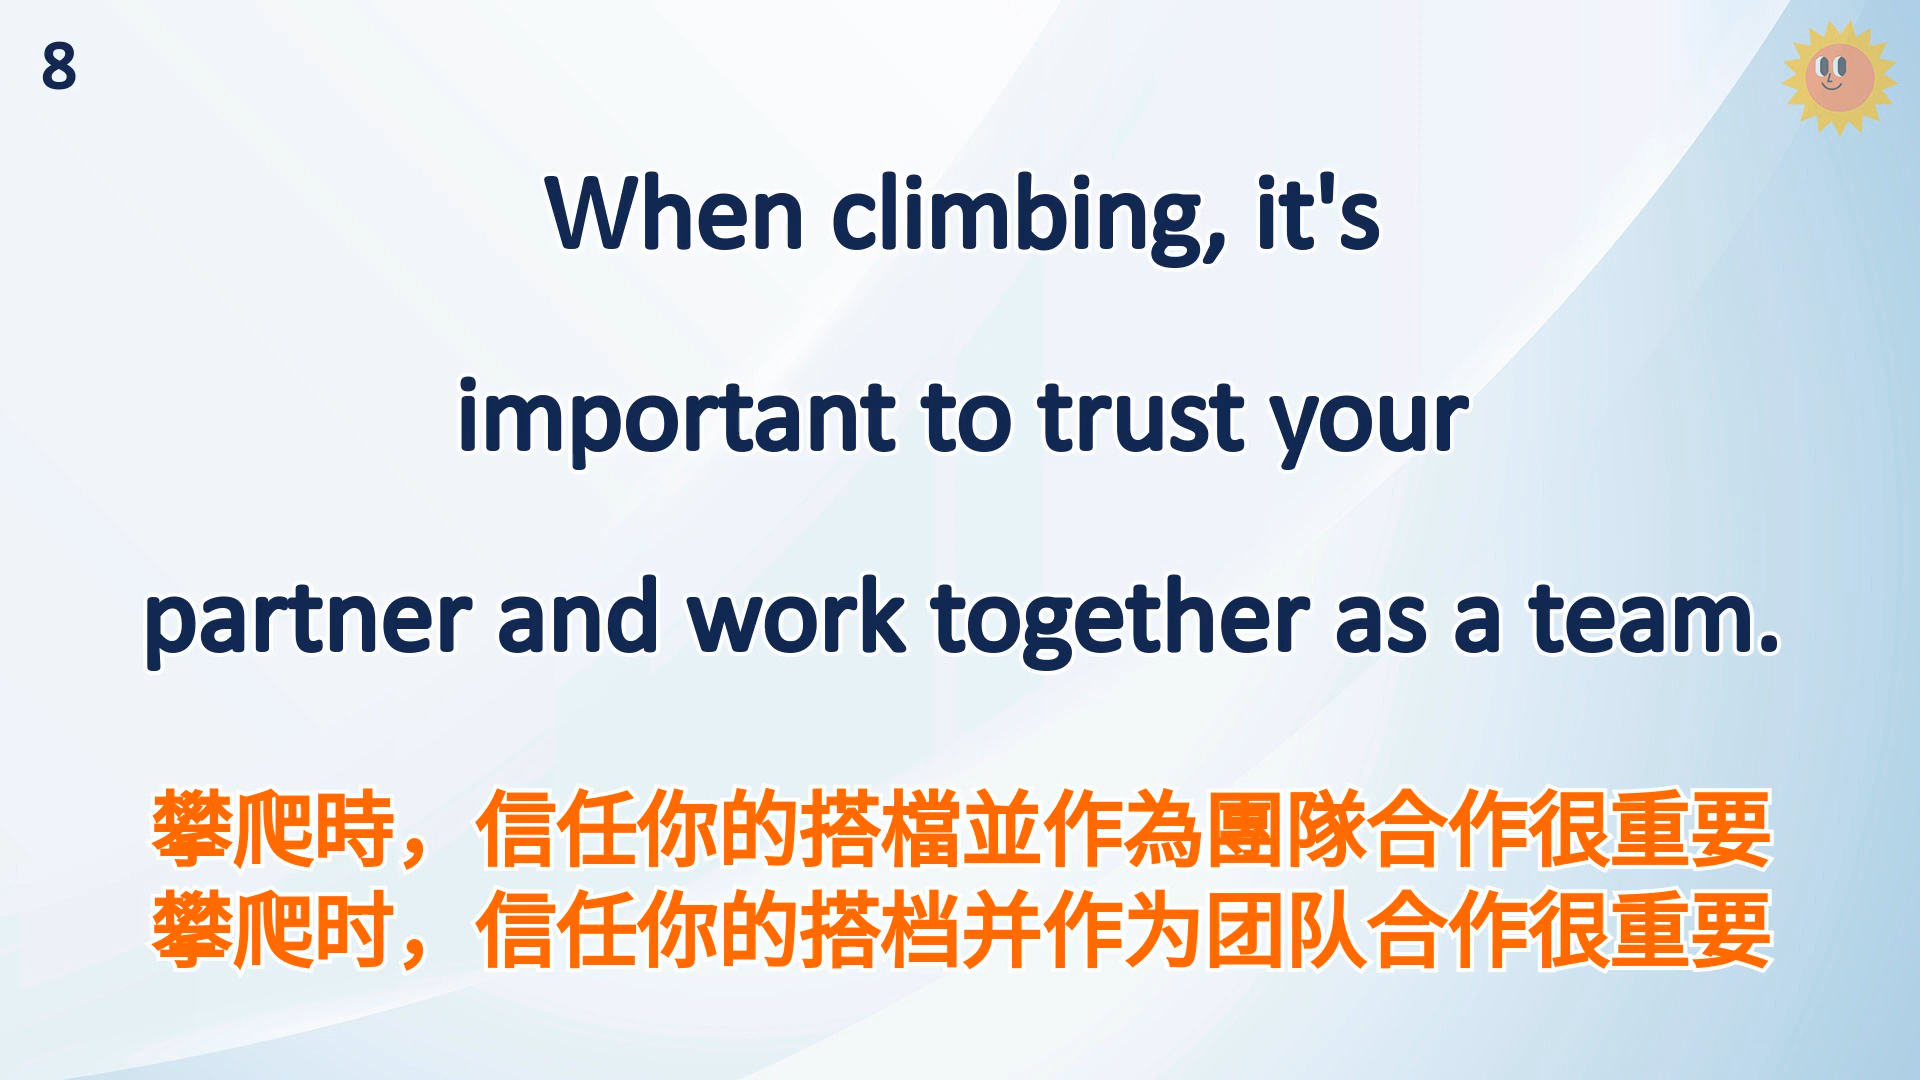 8
When climbing, it's
important to trust your
partner and work together as a team.
攀爬時，信任你的搭檔並作為團隊合作很重要
攀爬时，信任你的搭档并作为团队合作很重要